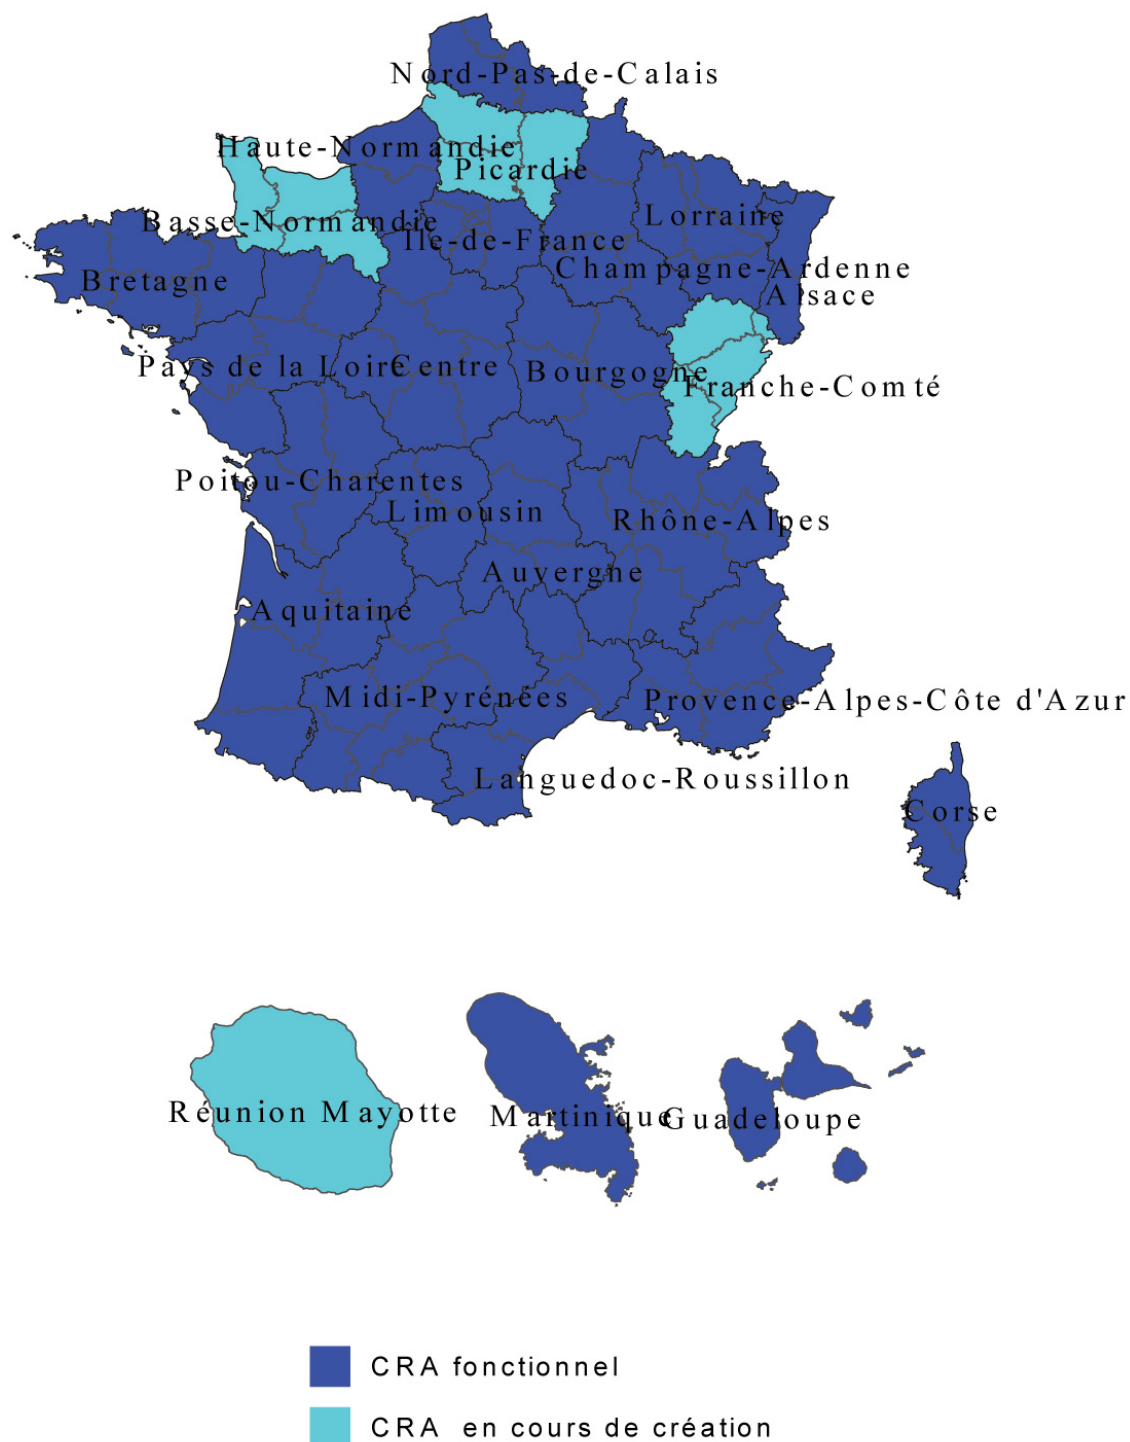 Nord-Pas-de-Calais
Haute-Normandie
Picardie
Lorraine
Basse-Normandie
Ile-de-France
Champagne-Ardenne
Bretagne
Alsace
Pays de la Loire
Centre
Bourgogne
Franche-Comté
Poitou-Charentes
Limousin
Rhône-Alpes
Auvergne
Aquitaine
Midi-Pyrénées
Provence-Alpes-Côte d'Azur
Languedoc-Roussillon
Corse
Réunion Mayotte
Martinique
Guadeloupe
CRA fonctionnel
CRA en cours de création